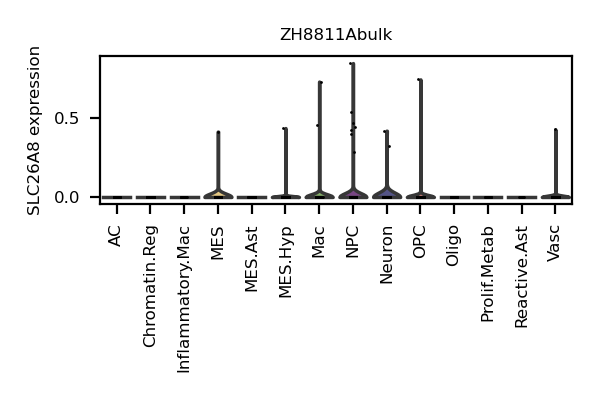 ZH8811Abulk
SLC26A8 expression
0.5
0.0
AC
Chromatin.Reg
Inflammatory.Mac
MES
MES.Ast
MES.Hyp
Mac
NPC
Neuron
OPC
Oligo
Prolif.Metab
Reactive.Ast
Vasc